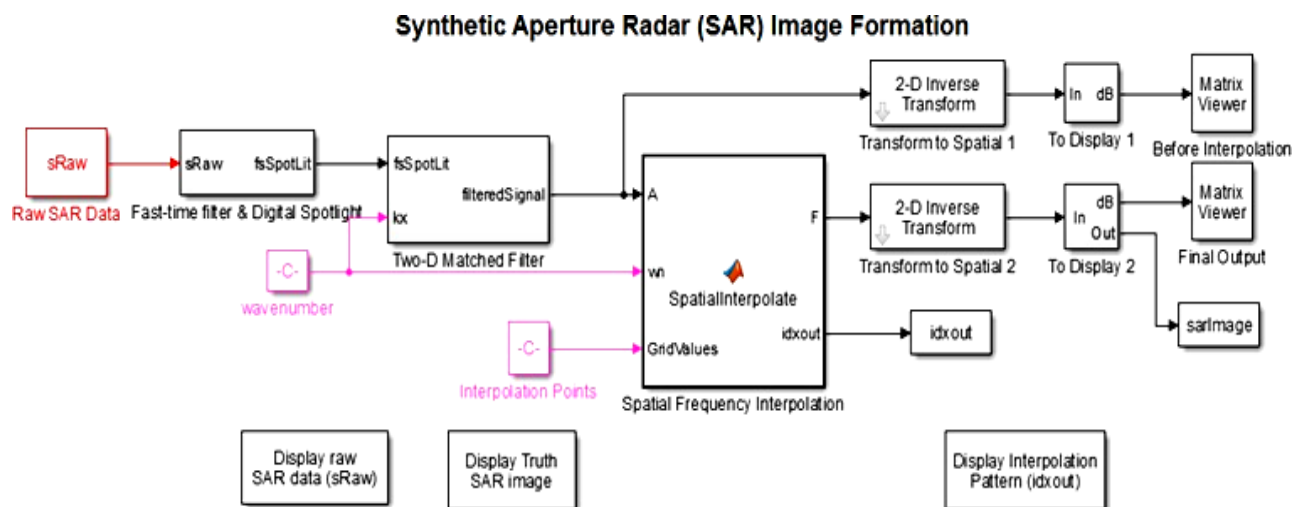 Synthetic Aperture Radar (SAR) Image Formation
sRaw
Raw SAR Data
sRaw
fsSpotLit
Fast-time filter & Digital Spotlight
fsSpotLit
kx
filteredSignal
Two-D Matched Filter
-C-
wavenumber
-C-
Interpolation Points
A
wn
GridValues
F
idxout
SpatialInterpolate
Spatial Frequency Interpolation
2-D Inverse
Transform
Transform to Spatial 1
In
dB
To Display 1
Matrix
Viewer
Before Interpolation
2-D Inverse
Transform
Transform to Spatial 2
In
dB
Out
To Display 2
Matrix
Viewer
Final Output
idxout
sarImage
Display raw
SAR data (sRaw)
Display Truth
SAR image
Display Interpolation
Pattern (idxout)